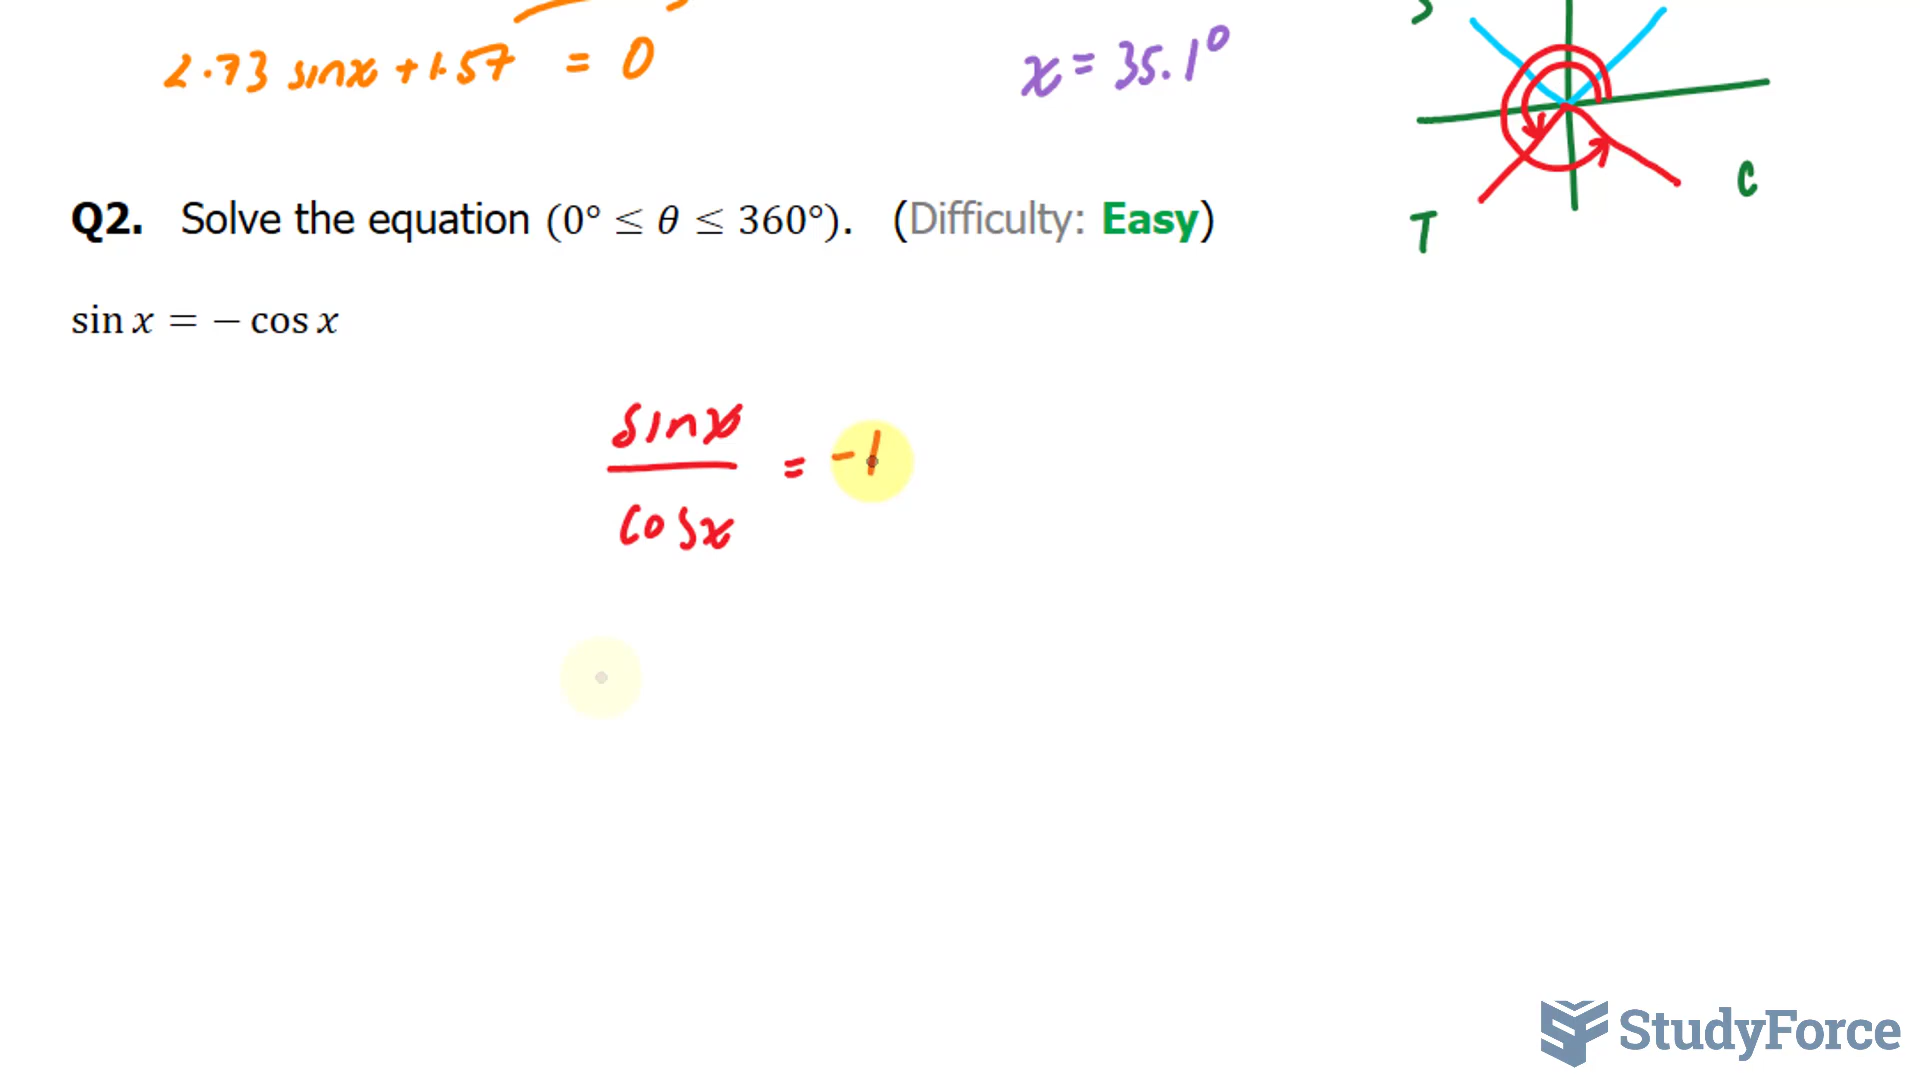 2.73 sinx + 1.57 = 0
x = 35.1°
C
T
Q2. Solve the equation (0° ≤ θ ≤ 360°). (Difficulty: Easy)
sin x = − cos x
sinx
= -1
cosx
StudyForce